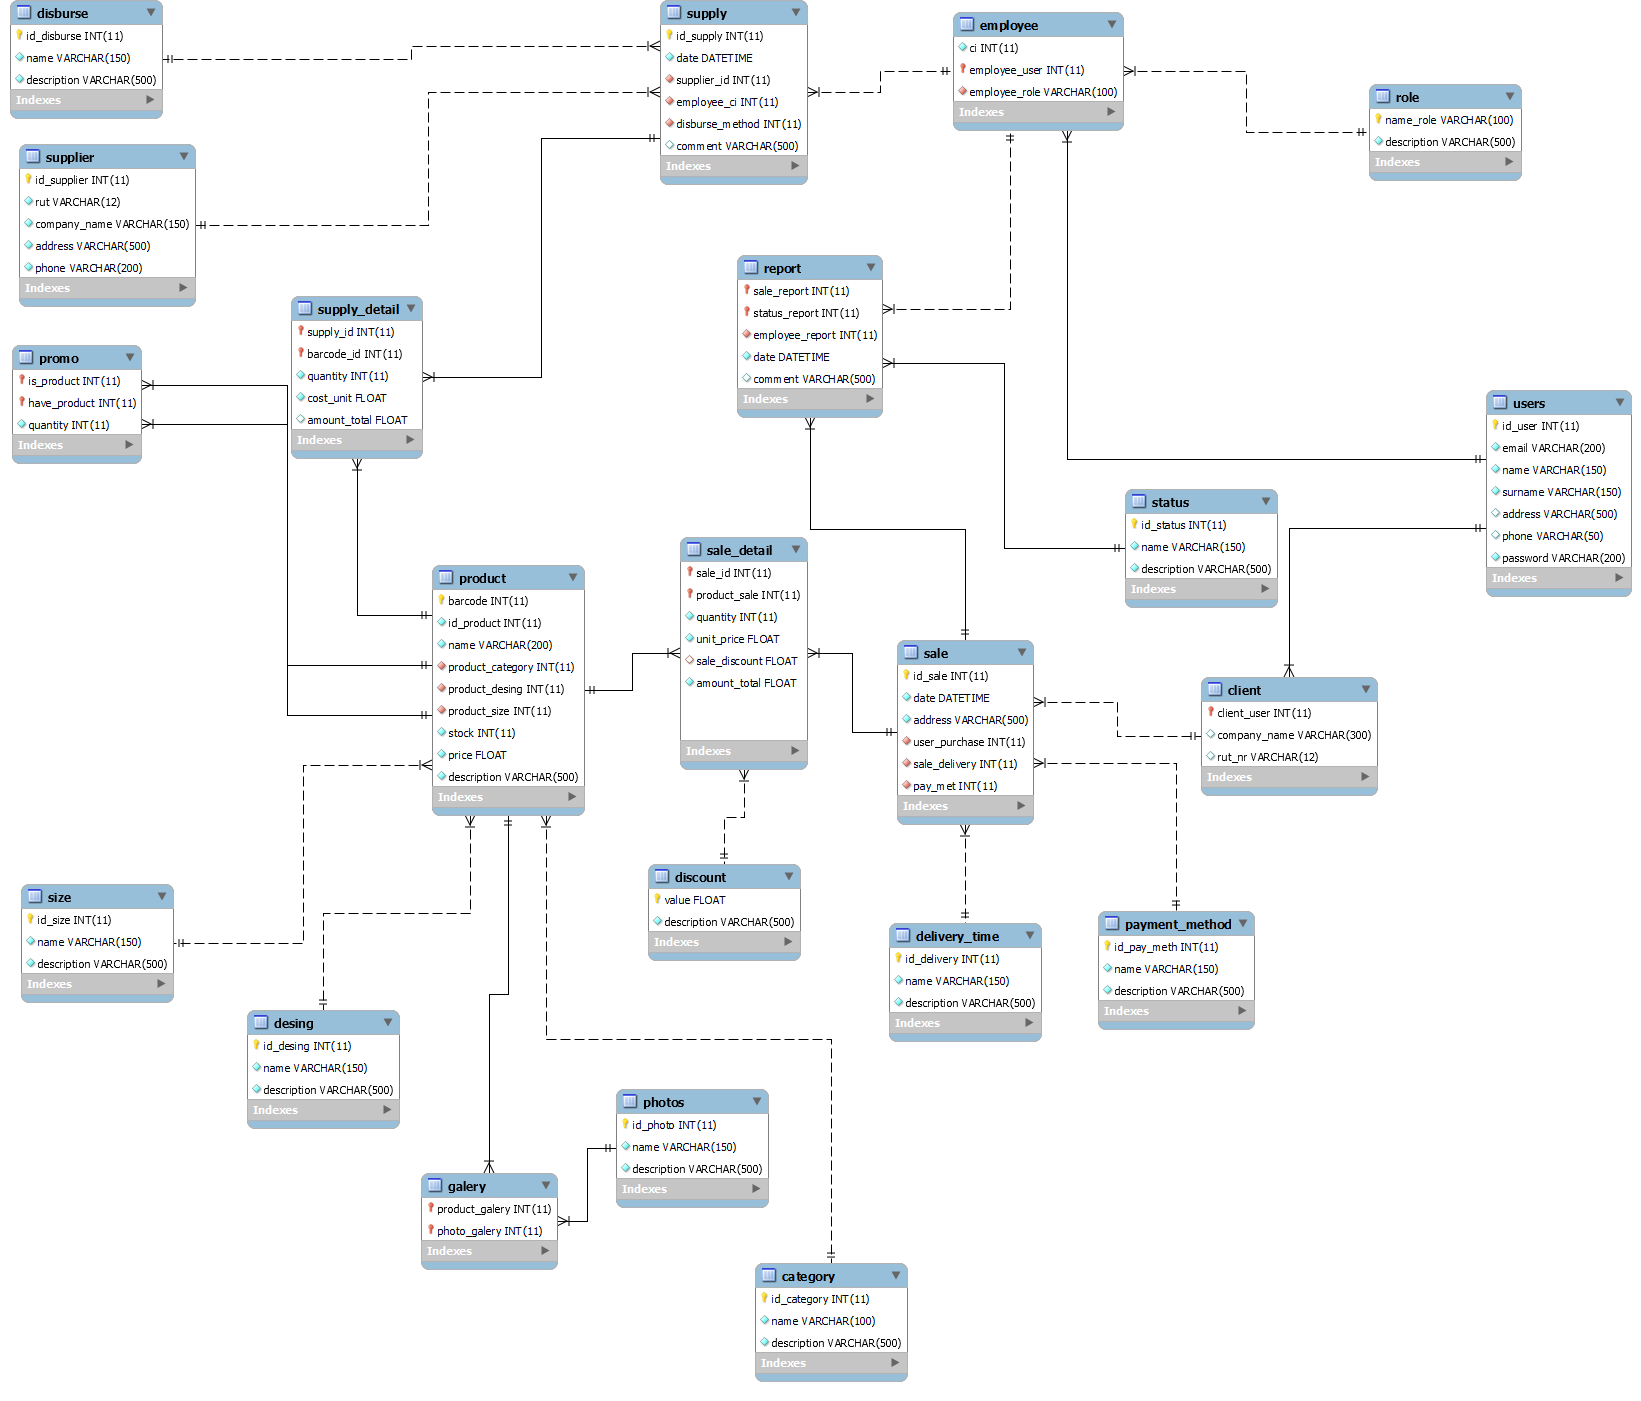 disburse
id_disburse INT(11)
name VARCHAR(150)
description VARCHAR(500)
Indexes
supply
id_supply INT(11)
date DATETIME
supplier_id INT(11)
employee_ci INT(11)
disburse_method INT(11)
comment VARCHAR(500)
Indexes
employee
ci INT(11)
employee_user INT(11)
employee_role VARCHAR(100)
Indexes
role
name_role VARCHAR(100)
description VARCHAR(500)
Indexes
supplier
id_supplier INT(11)
rut VARCHAR(12)
company_name VARCHAR(150)
address VARCHAR(500)
phone VARCHAR(200)
Indexes
report
sale_report INT(11)
status_report INT(11)
employee_report INT(11)
date DATETIME
comment VARCHAR(500)
Indexes
supply_detail
supply_id INT(11)
barcode_id INT(11)
quantity INT(11)
cost_unit FLOAT
amount_total FLOAT
Indexes
promo
is_product INT(11)
have_product INT(11)
quantity INT(11)
Indexes
users
id_user INT(11)
email VARCHAR(200)
name VARCHAR(150)
surname VARCHAR(150)
address VARCHAR(500)
phone VARCHAR(50)
password VARCHAR(200)
Indexes
status
id_status INT(11)
name VARCHAR(150)
description VARCHAR(500)
Indexes
sale_detail
sale_id INT(11)
product_sale INT(11)
quantity INT(11)
unit_price FLOAT
sale_discount FLOAT
amount_total FLOAT
Indexes
product
barcode INT(11)
id_product INT(11)
name VARCHAR(200)
product_category INT(11)
product_desing INT(11)
product_size INT(11)
stock INT(11)
price FLOAT
description VARCHAR(500)
Indexes
sale
id_sale INT(11)
date DATETIME
address VARCHAR(500)
user_purchase INT(11)
sale_delivery INT(11)
pay_met INT(11)
Indexes
client
client_user INT(11)
company_name VARCHAR(300)
rut_nr VARCHAR(12)
Indexes
discount
value FLOAT
description VARCHAR(500)
Indexes
size
id_size INT(11)
name VARCHAR(150)
description VARCHAR(500)
Indexes
delivery_time
id_delivery INT(11)
name VARCHAR(150)
description VARCHAR(500)
Indexes
payment_method
id_pay_meth INT(11)
name VARCHAR(150)
description VARCHAR(500)
Indexes
desing
id_desing INT(11)
name VARCHAR(150)
description VARCHAR(500)
Indexes
photos
id_photo INT(11)
name VARCHAR(150)
description VARCHAR(500)
Indexes
galery
product_galery INT(11)
photo_galery INT(11)
Indexes
category
id_category INT(11)
name VARCHAR(100)
description VARCHAR(500)
Indexes